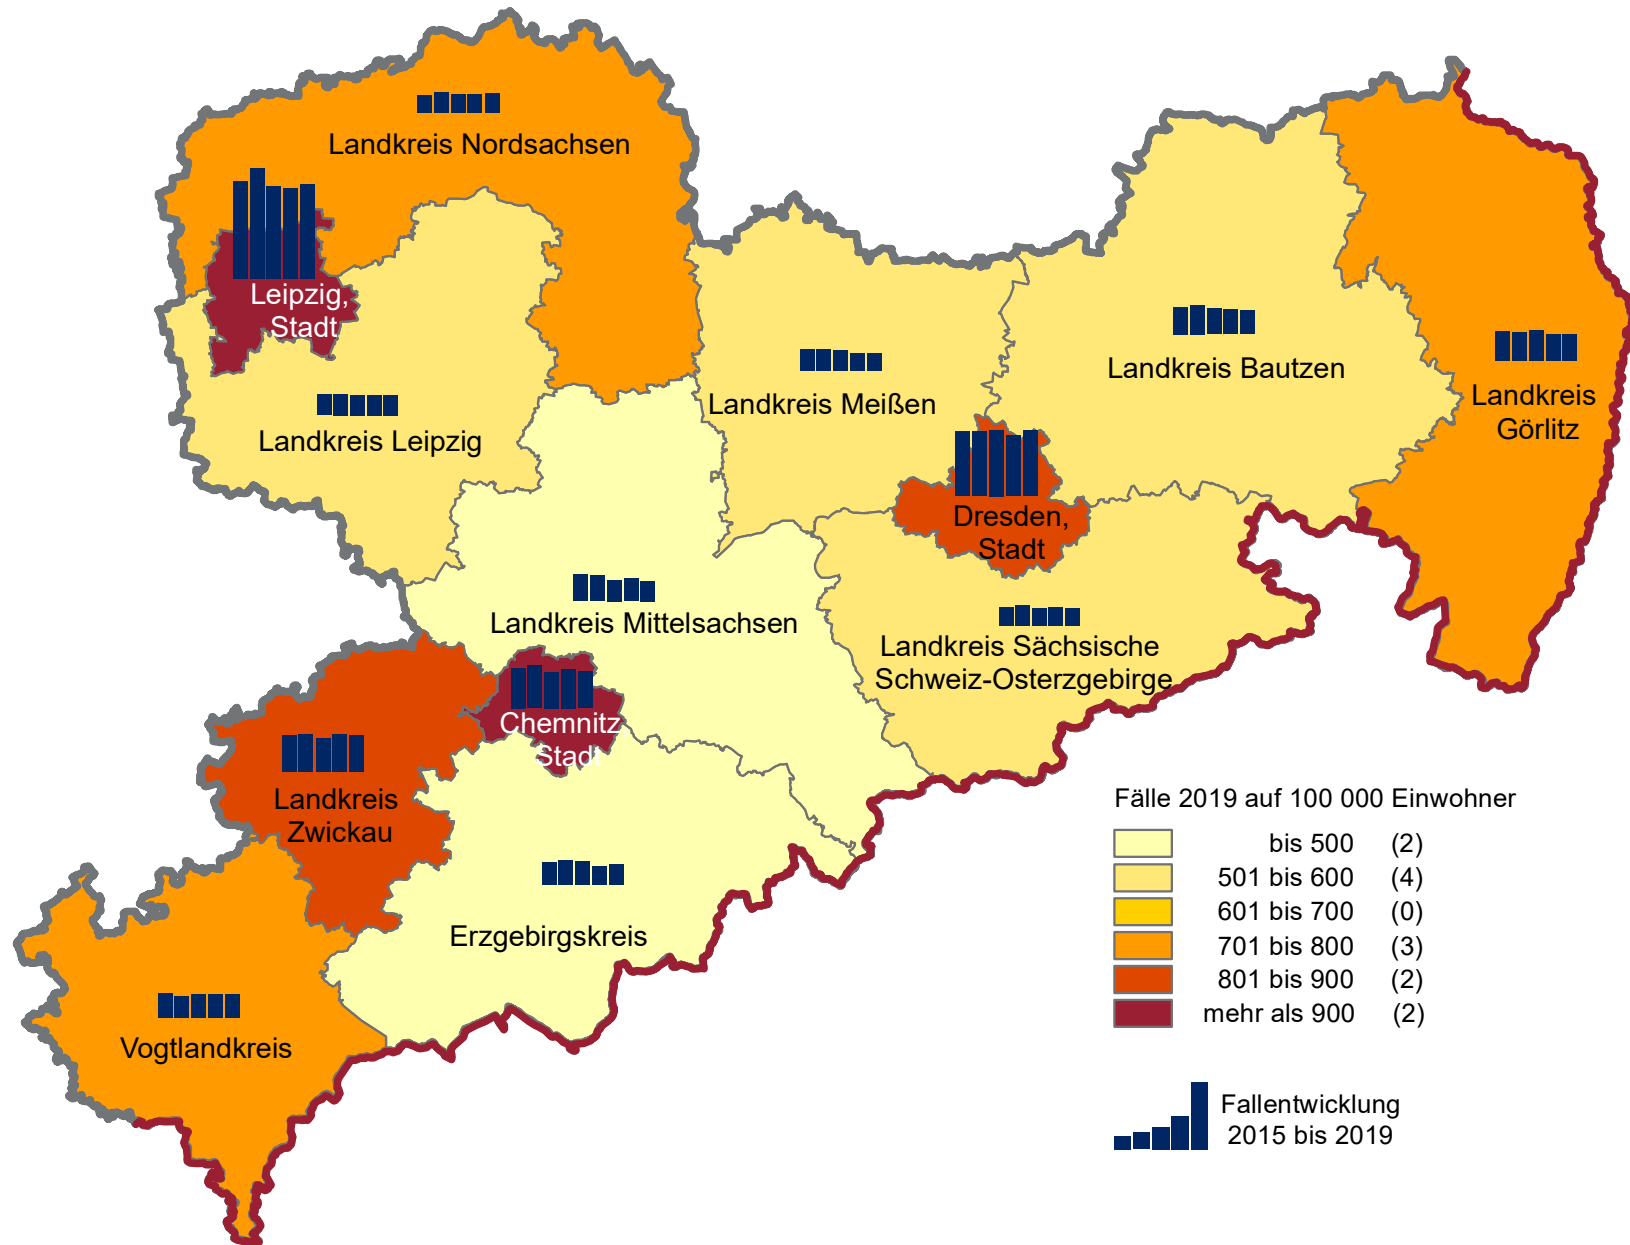 Landkreis Nordsachsen
Leipzig,
Stadt
Landkreis Leipzig
Landkreis Meißen
Landkreis Bautzen
Landkreis
Görlitz
Dresden,
Stadt
Landkreis Mittelsachsen
Landkreis Sächsische
Schweiz-Osterzgebirge
Chemnitz
Stadt
Landkreis
Zwickau
Erzgebirgskreis
Vogtlandkreis
Fälle 2019 auf 100 000 Einwohner
bis 500 (2)
501 bis 600 (4)
601 bis 700 (0)
701 bis 800 (3)
801 bis 900 (2)
mehr als 900 (2)
Fallentwicklung
2015 bis 2019